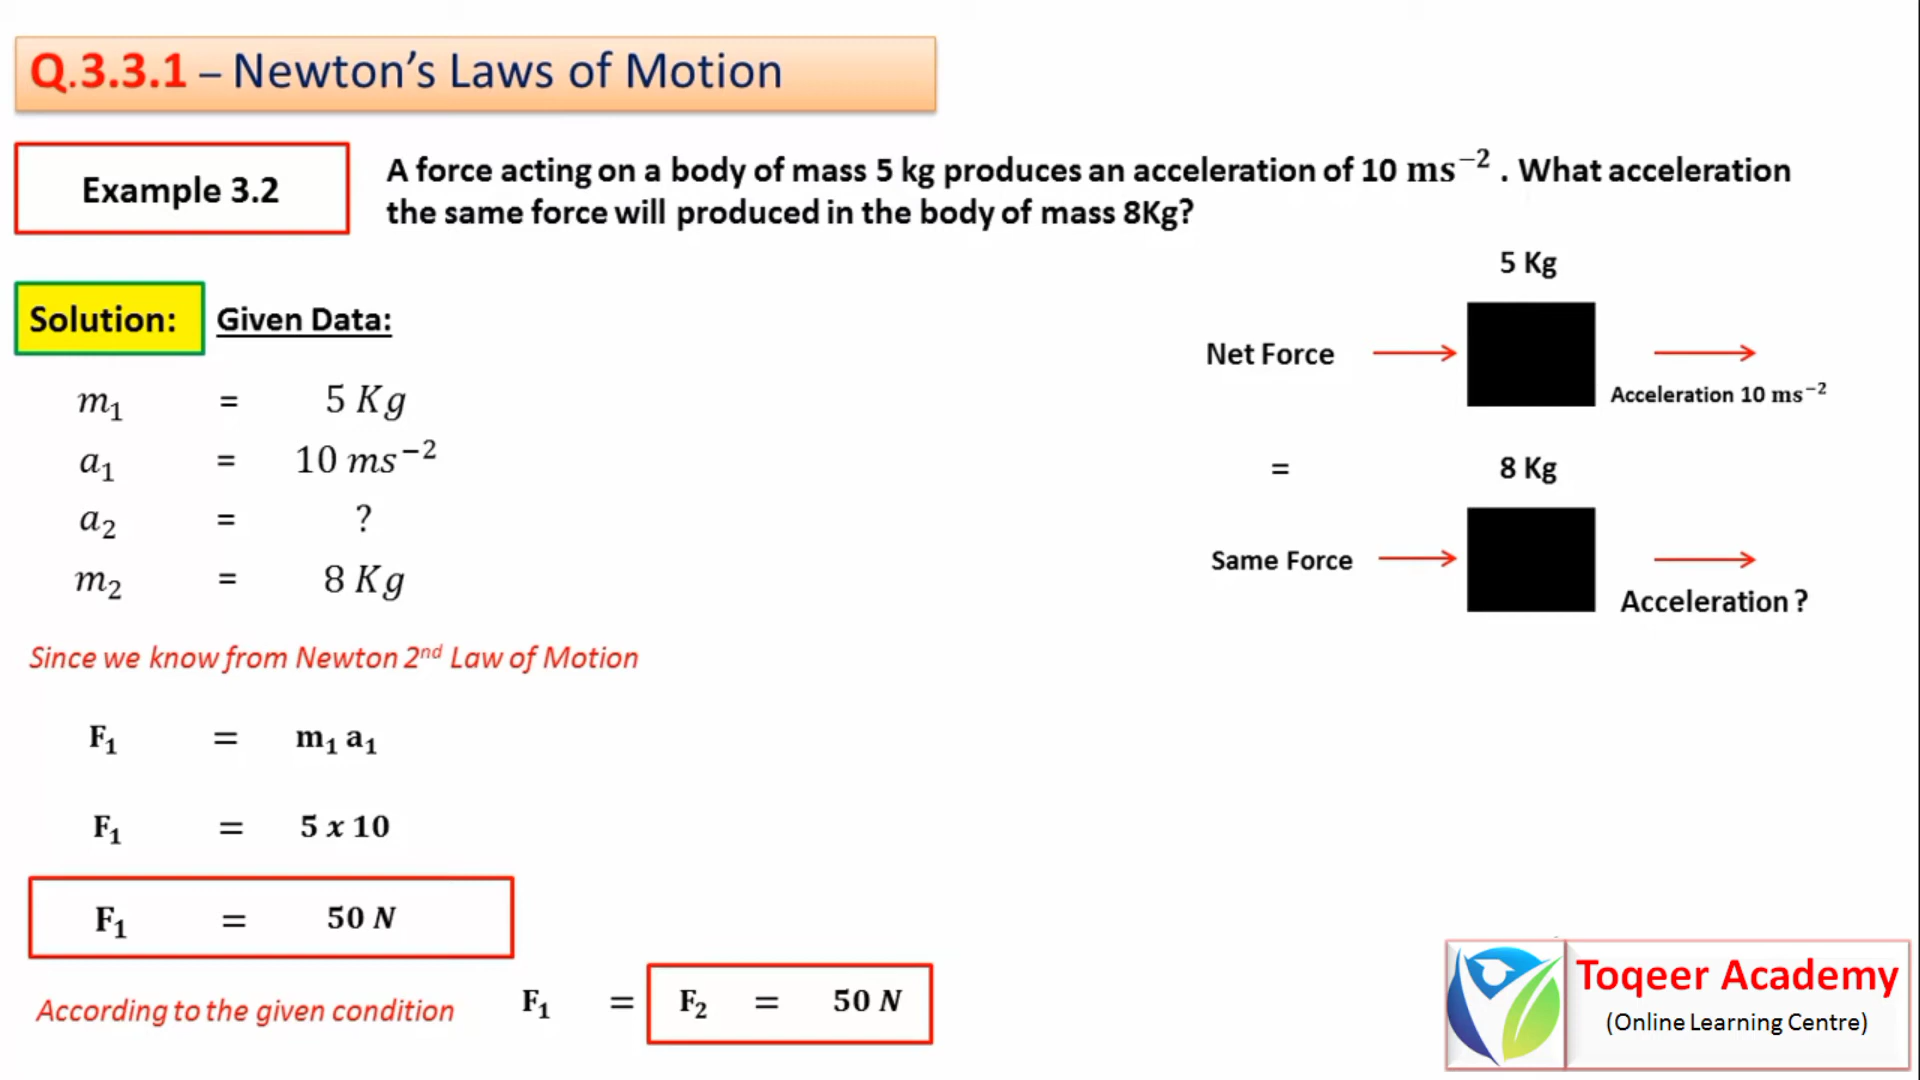 Q.3.3.1 – Newton’s Laws of Motion
Example 3.2
A force acting on a body of mass 5 kg produces an acceleration of 10 ms⁻² . What acceleration
the same force will produced in the body of mass 8Kg?
Solution: Given Data:
m₁ = 5 Kg
a₁ = 10 ms⁻²
a₂ = ?
m₂ = 8 Kg
Since we know from Newton 2ⁿᵈ Law of Motion
F₁ = m₁ a₁
F₁ = 5 x 10
F₁ = 50 N
According to the given condition F₁ = F₂ = 50 N
5 Kg
Net Force
Acceleration 10 ms⁻²
= 8 Kg
Same Force
Acceleration ?
Toqeer Academy
(Online Learning Centre)